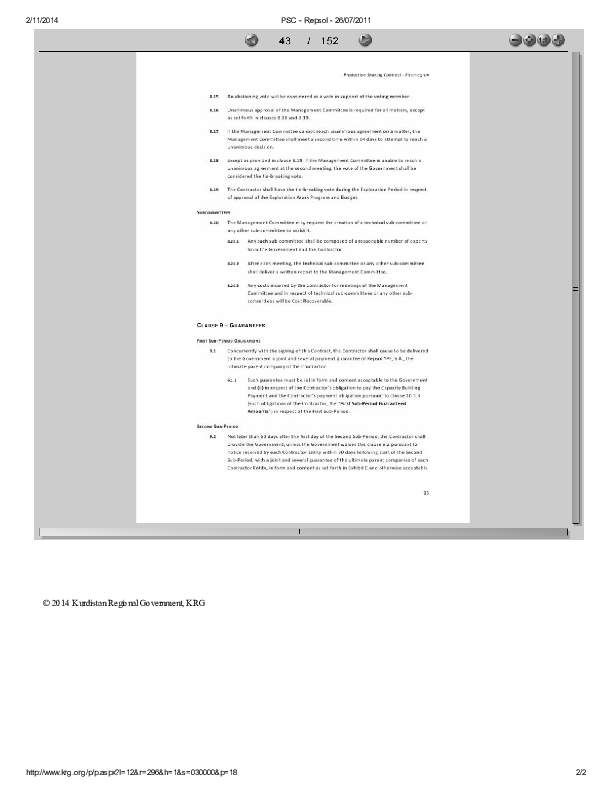 2/11/2014 PSC - Repsol - 26/07/2011
43 / 152
Production Sharing Contract - Piramagrun
8.15 An abstaining vote will be considered as a vote in support of the voting member.
8.16 Unanimous approval of the Management Committee is required for all matters, except
as set forth in clauses 8.18 and 8.19.
8.17 If the Management Committee cannot reach unanimous agreement on a matter, the
Management Committee shall meet a second time within 14 days to attempt to reach a
unanimous decision.
8.18 Except as provided in clause 8.19, if the Management Committee is unable to reach a
unanimous agreement at the second meeting, the vote of the Government shall be
considered the tie-breaking vote.
8.19 The Contractor shall have the tie-breaking vote during the Exploration Period in respect
of approval of the Exploration Work Program and Budget.
SUBCOMMITTEES
8.20 The Management Committee may request the creation of a technical sub-committee or
any other sub-committee to assist it.
8.20.1 Any such sub-committee shall be composed of a reasonable number of experts
from the Government and the Contractor.
8.20.2 After each meeting, the technical sub-committee or any other sub-committee
shall deliver a written report to the Management Committee.
8.20.3 Any costs incurred by the Contractor for meetings of the Management
Committee and in respect of technical sub-committees or any other sub-
committees will be Cost Recoverable.
CLAUSE 9 – GUARANTEES
FIRST SUB-PERIOD OBLIGATIONS
9.1 Concurrently with the signing of this Contract, the Contractor shall cause to be delivered
to the Government a joint and several payment guarantee of Repsol YPF, S.A., the
ultimate parent company of the Contractor.
9.1.1 Such guarantee must be (a) in form and content acceptable to the Government
and (b) in respect of the Contractor's obligation to pay the Capacity Building
Payment and the Contractor's payment obligation pursuant to clause 10.1.3
(such obligations of the Contractor, the "First Sub-Period Guaranteed
Amounts") in respect of the First Sub-Period.
SECOND SUB-PERIOD
9.2 Not later than 60 days after the first day of the Second Sub-Period, the Contractor shall
provide the Government, unless the Government waives this clause 9.2 pursuant to
notice received by each Contractor Entity within 30 days following start of the Second
Sub-Period, with a joint and several guarantee of the ultimate parent companies of each
Contractor Entity, in form and content as set forth in Exhibit C and otherwise acceptable
© 2014 Kurdistan Regional Government, KRG
http://www.krg.org/p/p.aspx?l=12&r=296&h=1&s=030000&p=18 2/2